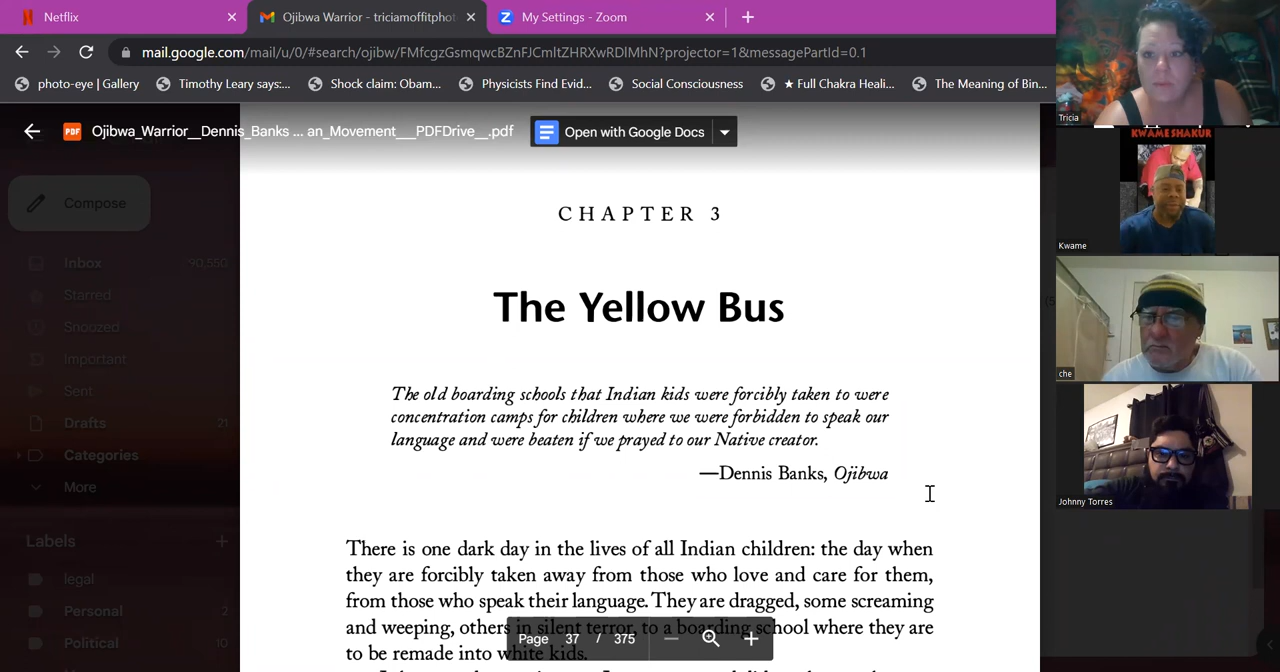 Netflix
Ojibwa Warrior - triciamoffitphot
My Settings - Zoom
mail.google.com/mail/u/0/#search/ojibw/FMfcgzGsmqwcBZnFJCmltZHRXwRDlMhN?projector=1&messagePartId=0.1
photo-eye | Gallery
Timothy Leary says:...
Shock claim: Obam...
Physicists Find Evid...
Social Consciousness
★ Full Chakra Heali...
The Meaning of Bin...
PDF
Ojibwa_Warrior__Dennis_Banks ... an_Movement___PDFDrive__.pdf
Open with Google Docs
Compose
Inbox 90,550
Starred
Snoozed
Important
Sent
Drafts 21
Categories
More
Labels
legal
Personal 2
Political 10
CHAPTER 3
The Yellow Bus
The old boarding schools that Indian kids were forcibly taken to were
concentration camps for children where we were forbidden to speak our
language and were beaten if we prayed to our Native creator.
—Dennis Banks, Ojibwa
There is one dark day in the lives of all Indian children: the day when
they are forcibly taken away from those who love and care for them,
from those who speak their language. They are dragged, some screaming
and weeping, others in silent terror, to a boarding school where they are
to be remade into white kids.
Page 37 / 375
Tricia
KWAME SHAKUR
Kwame
che
Johnny Torres